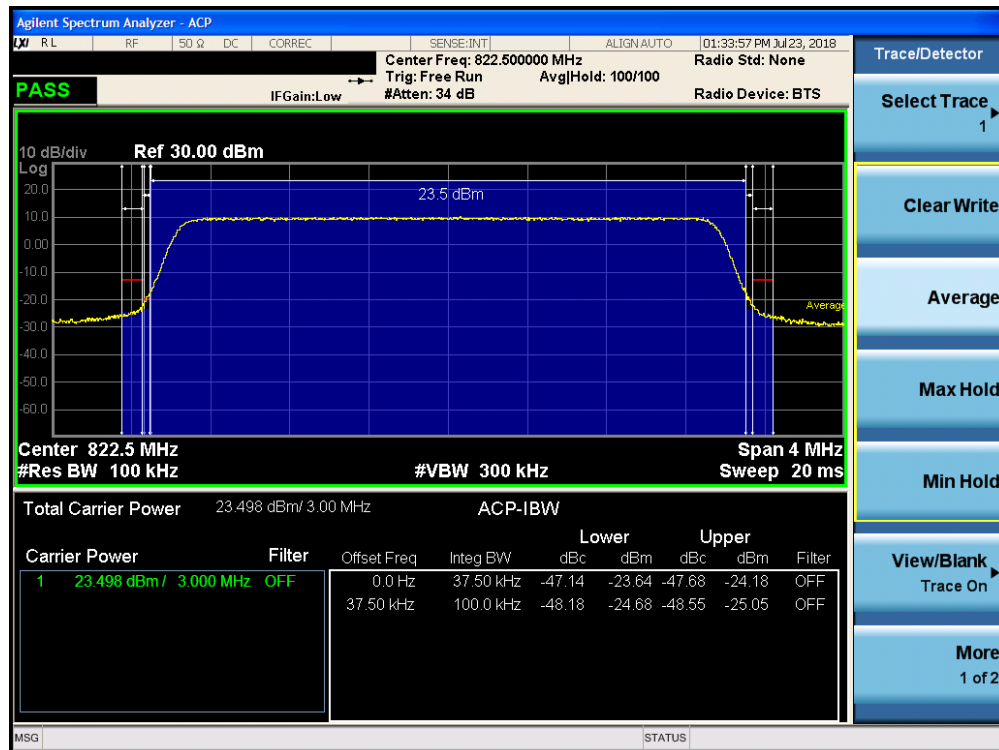 Agilent Spectrum Analyzer - ACP
LXI RL RF 50 Ω DC CORREC SENSE:INT ALIGN AUTO 01:33:57 PM Jul 23, 2018
Center Freq: 822.500000 MHz Radio Std: None
Trig: Free Run Avg|Hold: 100/100
PASS IFGain:Low #Atten: 34 dB Radio Device: BTS
10 dB/div Ref 30.00 dBm
Log
20.0
10.0
0.00
-10.0
-20.0
-30.0
-40.0
-50.0
-60.0
23.5 dBm
Average
Center 822.5 MHz Span 4 MHz
#Res BW 100 kHz #VBW 300 kHz Sweep 20 ms
Total Carrier Power 23.498 dBm/ 3.00 MHz ACP-IBW
Lower Upper
Carrier Power Filter Offset Freq Integ BW dBc dBm dBc dBm Filter
1 23.498 dBm / 3.000 MHz OFF 0.0 Hz 37.50 kHz -47.14 -23.64 -47.68 -24.18 OFF
37.50 kHz 100.0 kHz -48.18 -24.68 -48.55 -25.05 OFF
MSG STATUS
Trace/Detector
Select Trace
1
Clear Write
Average
Max Hold
Min Hold
View/Blank
Trace On
More
1 of 2